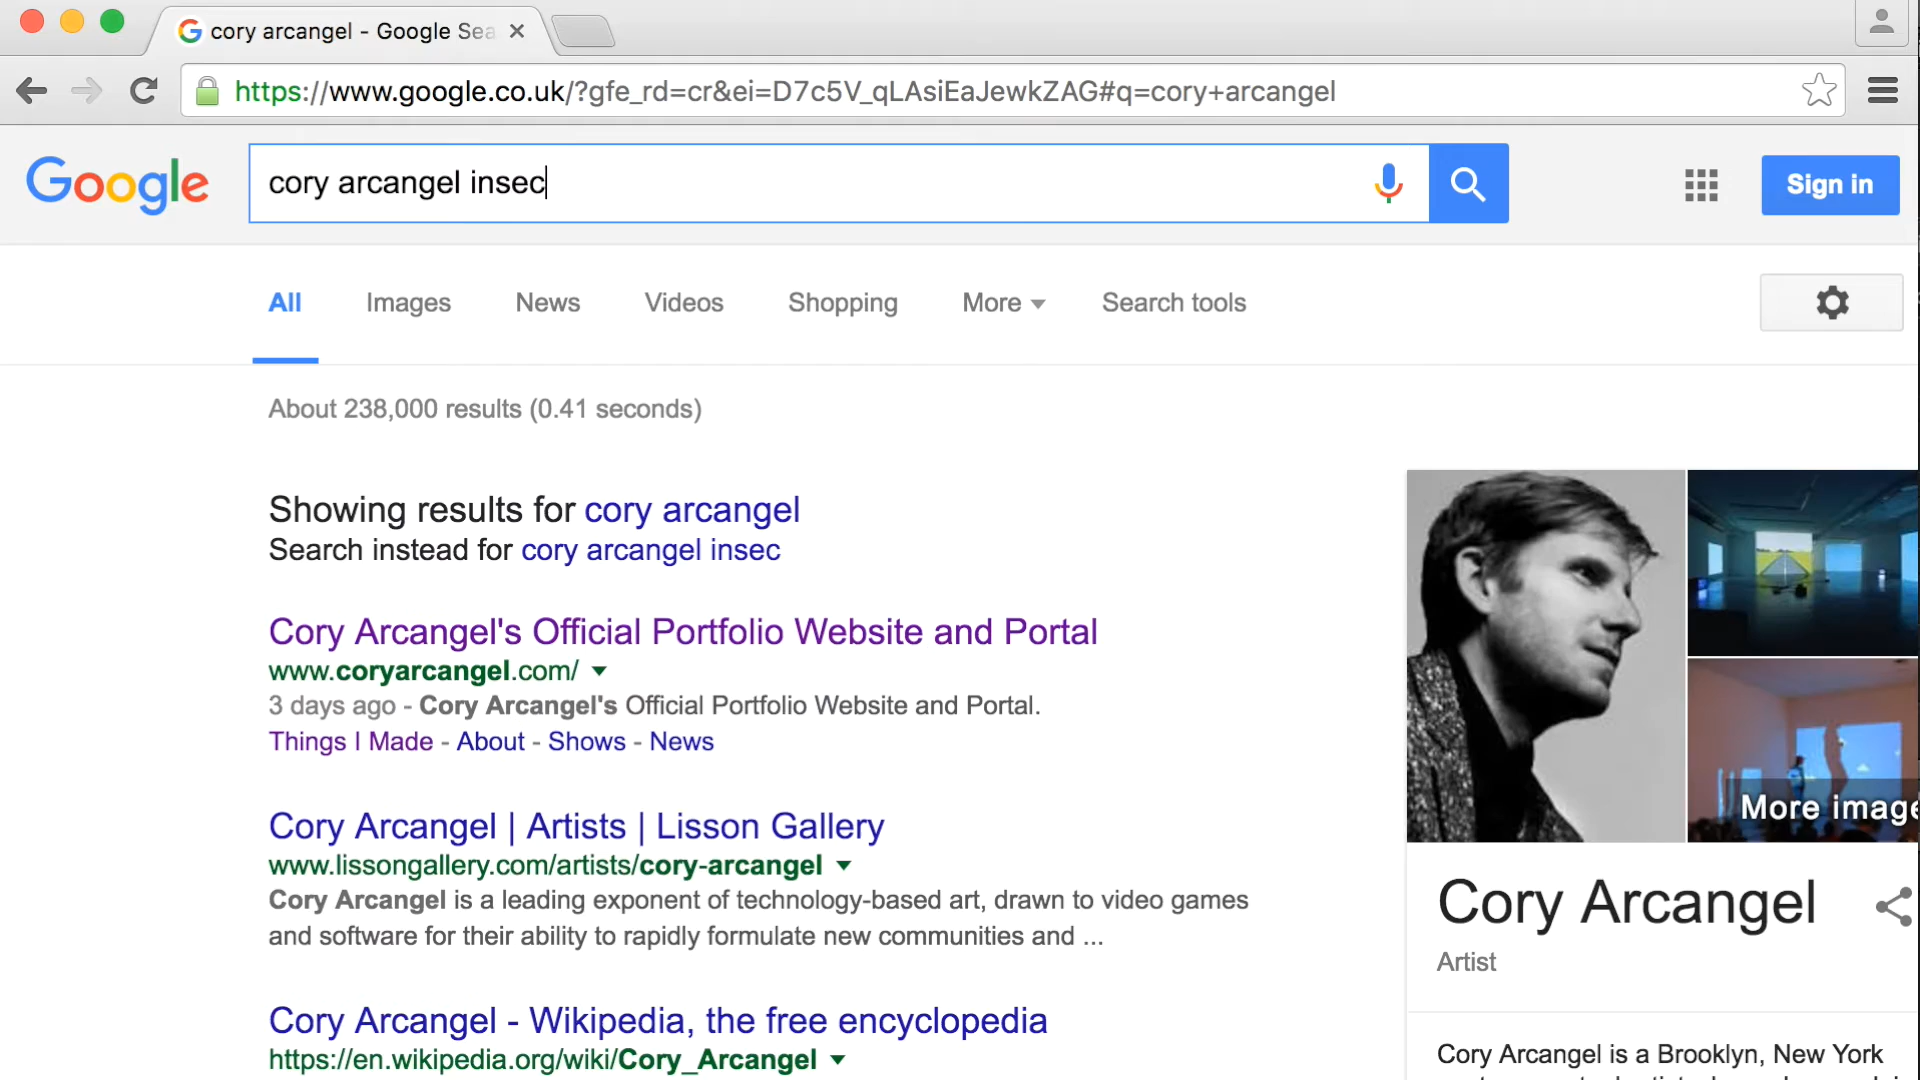 cory arcangel - Google Sea
https://www.google.co.uk/?gfe_rd=cr&ei=D7c5V_qLAsiEaJewkZAG#q=cory+arcangel
Google
cory arcangel insec
Sign in
All Images News Videos Shopping More Search tools
About 238,000 results (0.41 seconds)
Showing results for cory arcangel
Search instead for cory arcangel insec
Cory Arcangel's Official Portfolio Website and Portal
www.coryarcangel.com/
3 days ago - Cory Arcangel's Official Portfolio Website and Portal.
Things I Made - About - Shows - News
Cory Arcangel | Artists | Lisson Gallery
www.lissongallery.com/artists/cory-arcangel
Cory Arcangel is a leading exponent of technology-based art, drawn to video games
and software for their ability to rapidly formulate new communities and ...
Cory Arcangel - Wikipedia, the free encyclopedia
https://en.wikipedia.org/wiki/Cory_Arcangel
More image
Cory Arcangel
Artist
Cory Arcangel is a Brooklyn, New York